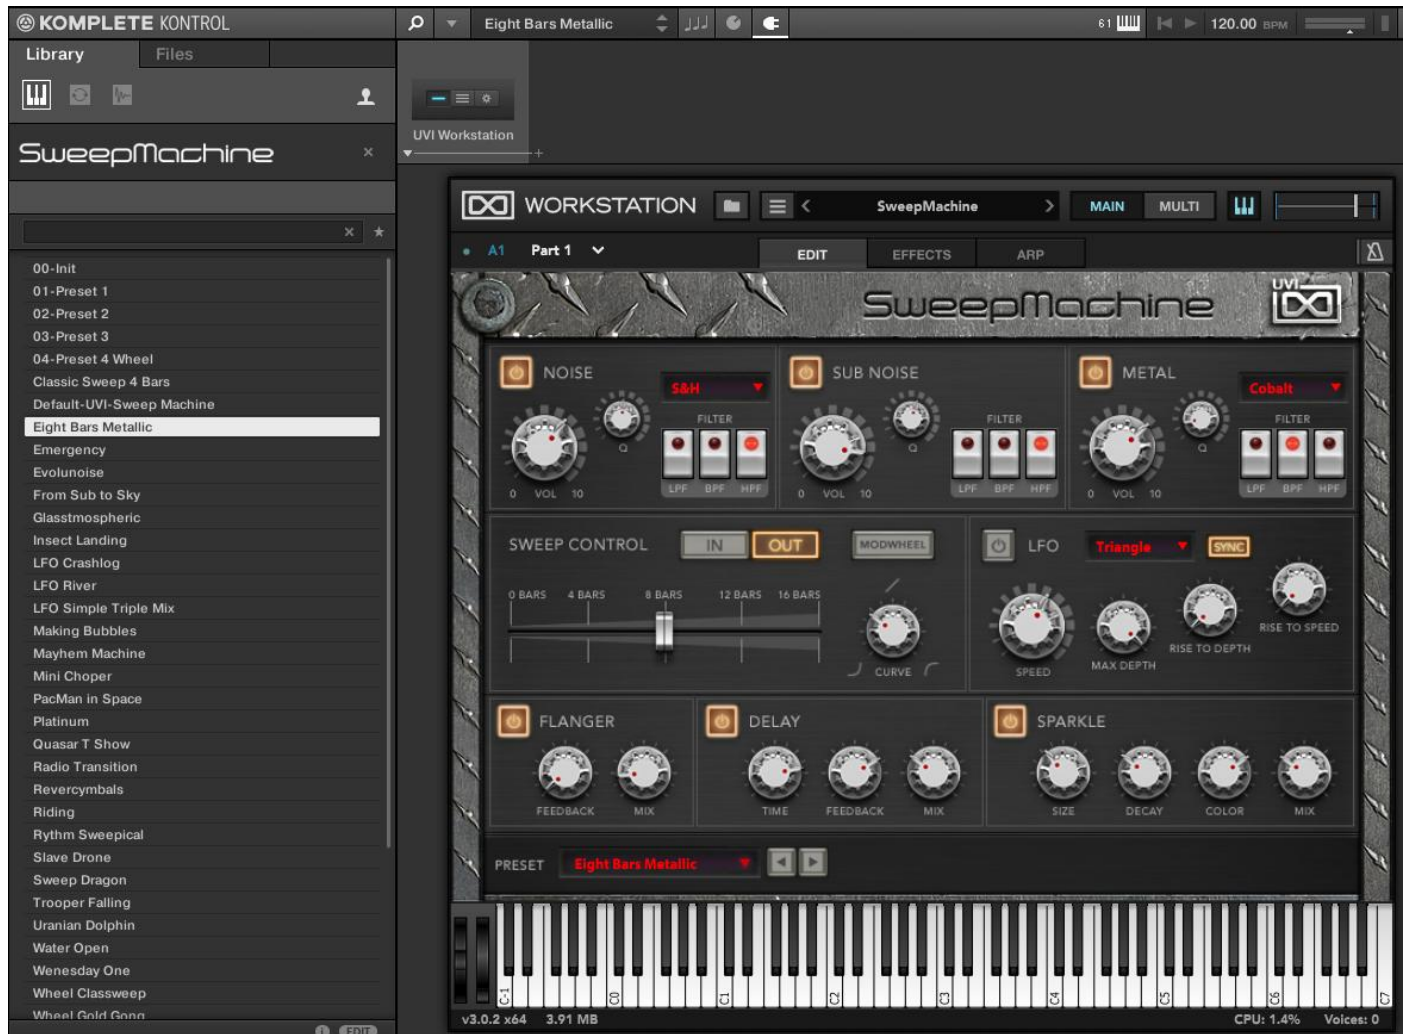 KOMPLETE KONTROL
Eight Bars Metallic
61
120.00 BPM
Library
Files
SweepMachine
00-Init
01-Preset 1
02-Preset 2
03-Preset 3
04-Preset 4 Wheel
Classic Sweep 4 Bars
Default-UVI-Sweep Machine
Eight Bars Metallic
Emergency
Evolunoise
From Sub to Sky
Glasstmospheric
Insect Landing
LFO Crashlog
LFO River
LFO Simple Triple Mix
Making Bubbles
Mayhem Machine
Mini Choper
PacMan in Space
Platinum
Quasar T Show
Radio Transition
Revercymbals
Riding
Rythm Sweepical
Slave Drone
Sweep Dragon
Trooper Falling
Uranian Dolphin
Water Open
Wenesday One
Wheel Classweep
Wheel Gold Gong
EDIT
UVI Workstation
WORKSTATION
SweepMachine
MAIN
MULTI
A1
Part 1
EDIT
EFFECTS
ARP
SweepMachine
UVI
NOISE
S&H
FILTER
Q
0 VOL 10
LPF BPF HPF
SUB NOISE
FILTER
Q
0 VOL 10
LPF BPF HPF
METAL
Cobalt
FILTER
Q
0 VOL 10
LPF BPF HPF
SWEEP CONTROL
IN
OUT
MODWHEEL
0 BARS 4 BARS 8 BARS 12 BARS 16 BARS
CURVE
LFO
Triangle
SYNC
SPEED
MAX DEPTH
RISE TO DEPTH
RISE TO SPEED
FLANGER
FEEDBACK MIX
DELAY
TIME FEEDBACK MIX
SPARKLE
SIZE DECAY COLOR MIX
PRESET
Eight Bars Metallic
C-1 C0 C1 C2 C3 C4 C5 C6 C7
v3.0.2 x64 3.91 MB
CPU: 1.4% Voices: 0